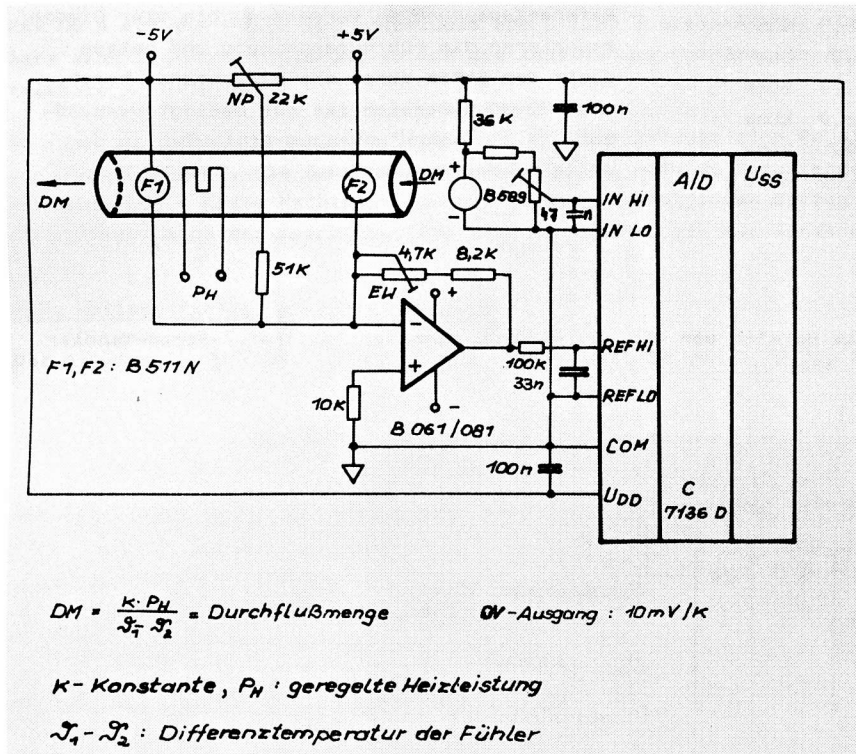 -5V
+5V
NP 22K
36K
100n
A/D
USS
DM
F1
F2
DM
B589
IN HI
47 n
IN LO
PH
51K
4,7K 8,2K
EW
+
-
+
-
REF HI
100K
33n
F1, F2 : B 511 N
10K
REF LO
B 061/081
COM
100n
UDD
C
7136 D
DM = K·PH / ϑ1-ϑ2 = Durchflußmenge
OV-Ausgang : 10mV/K
K-Konstante, PH : geregelte Heizleistung
ϑ1-ϑ2 : Differenztemperatur der Fühler